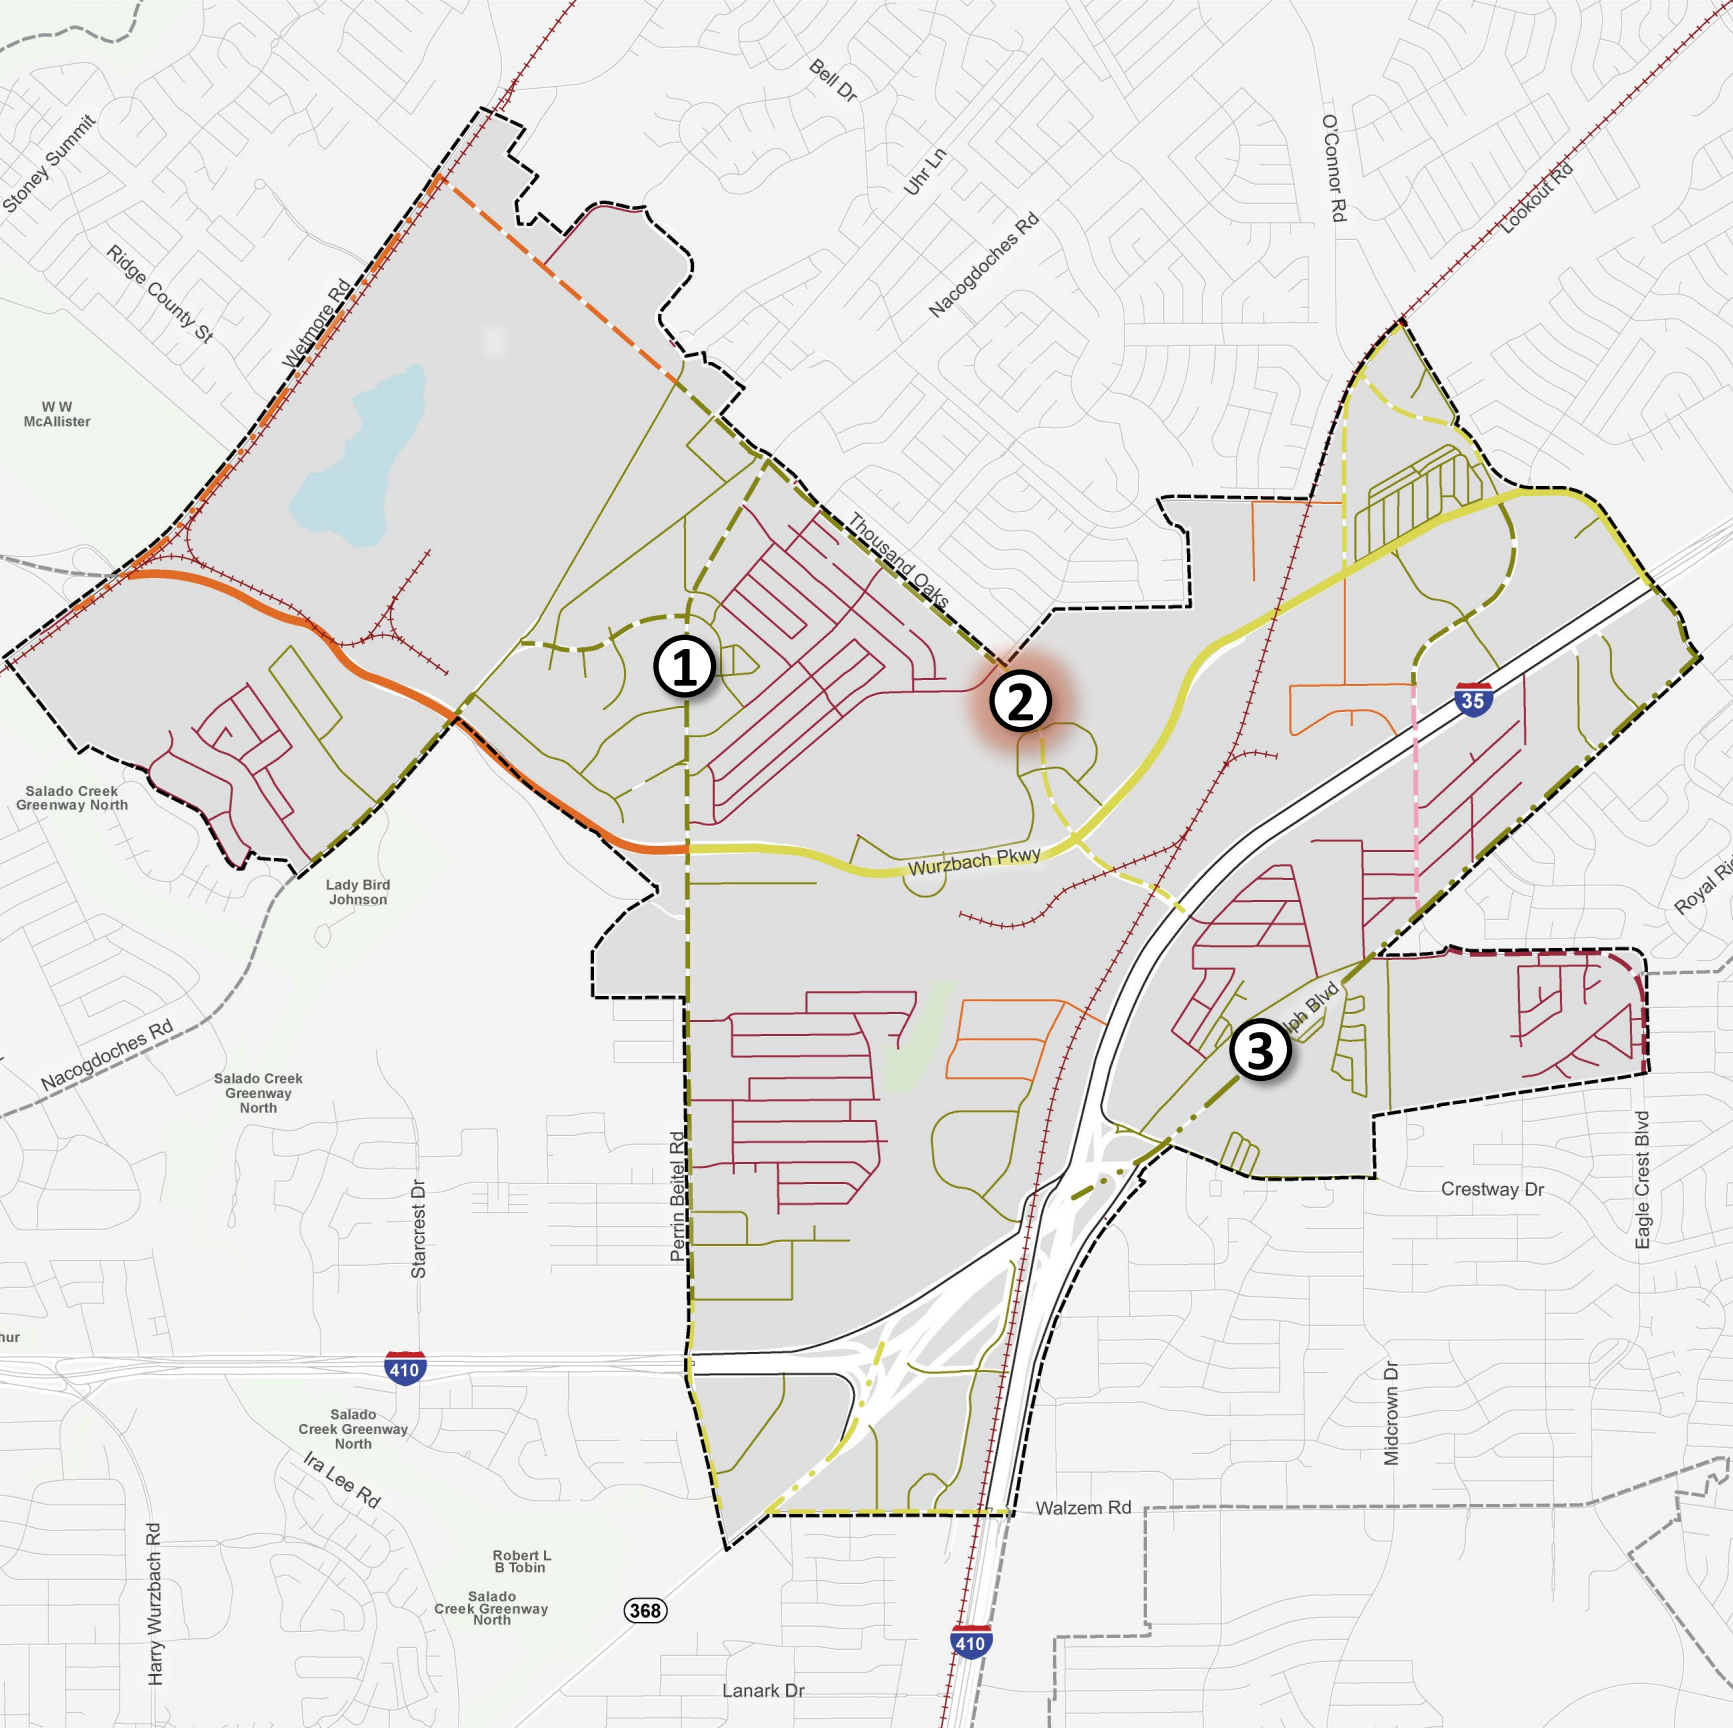 Bell Dr
Stoney Summit
Uhr Ln
O'Connor Rd
Lookout Rd
Nacogdoches Rd
Ridge County St
Wetmore Rd
W W
McAllister
Thousand Oaks
1
2
35
Salado Creek
Greenway North
Wurzbach Pkwy
Lady Bird
Johnson
Nacogdoches Rd
lph Blvd
3
Salado Creek
Greenway
North
Perrin Beitel Rd
Starcrest Dr
Crestway Dr
Eagle Crest Blvd
hur
410
Salado
Creek Greenway
North
Ira Lee Rd
Midcrown Dr
Walzem Rd
Harry Wurzbach Rd
Robert L
B Tobin
Salado
Creek Greenway
North
368
410
Lanark Dr
Royal Ri